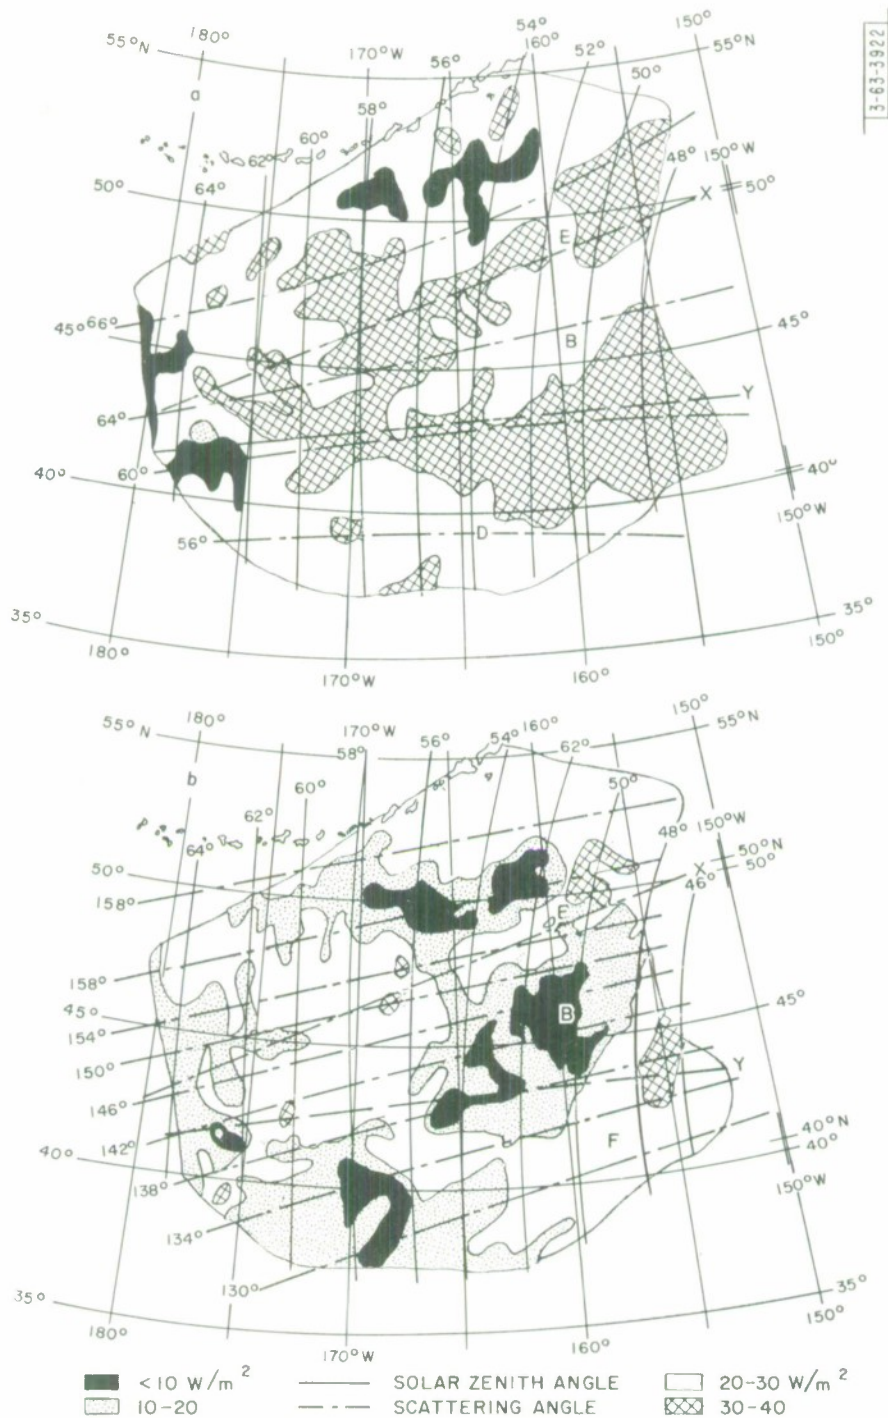 3-63-3922
150°
54°
180°
55°N
170°W
160°
52°
55°N
56°
50°
a
58°
60°
48°
150°W
62°
50°
64°
X
50°
E
45°
66°
B
45°
Y
64°
60°
40°
40°
150°W
D
56°
35°
35°
180°
150°
170°W
160°
150°
180°
55°N
170°W
54°
160°
55°N
58°
56°
62°
b
60°
50°
62°
48°
150°W
64°
50°N
50°
50°
X
46°
158°
E
158°
45°
45°
B
154°
150°
Y
146°
142°
40°
F
40°N
40°
138°
150°W
134°
130°
35°
35°
180°
150°
170°W
160°
<10 W/m² SOLAR ZENITH ANGLE 20-30 W/m²
10-20 SCATTERING ANGLE 30-40